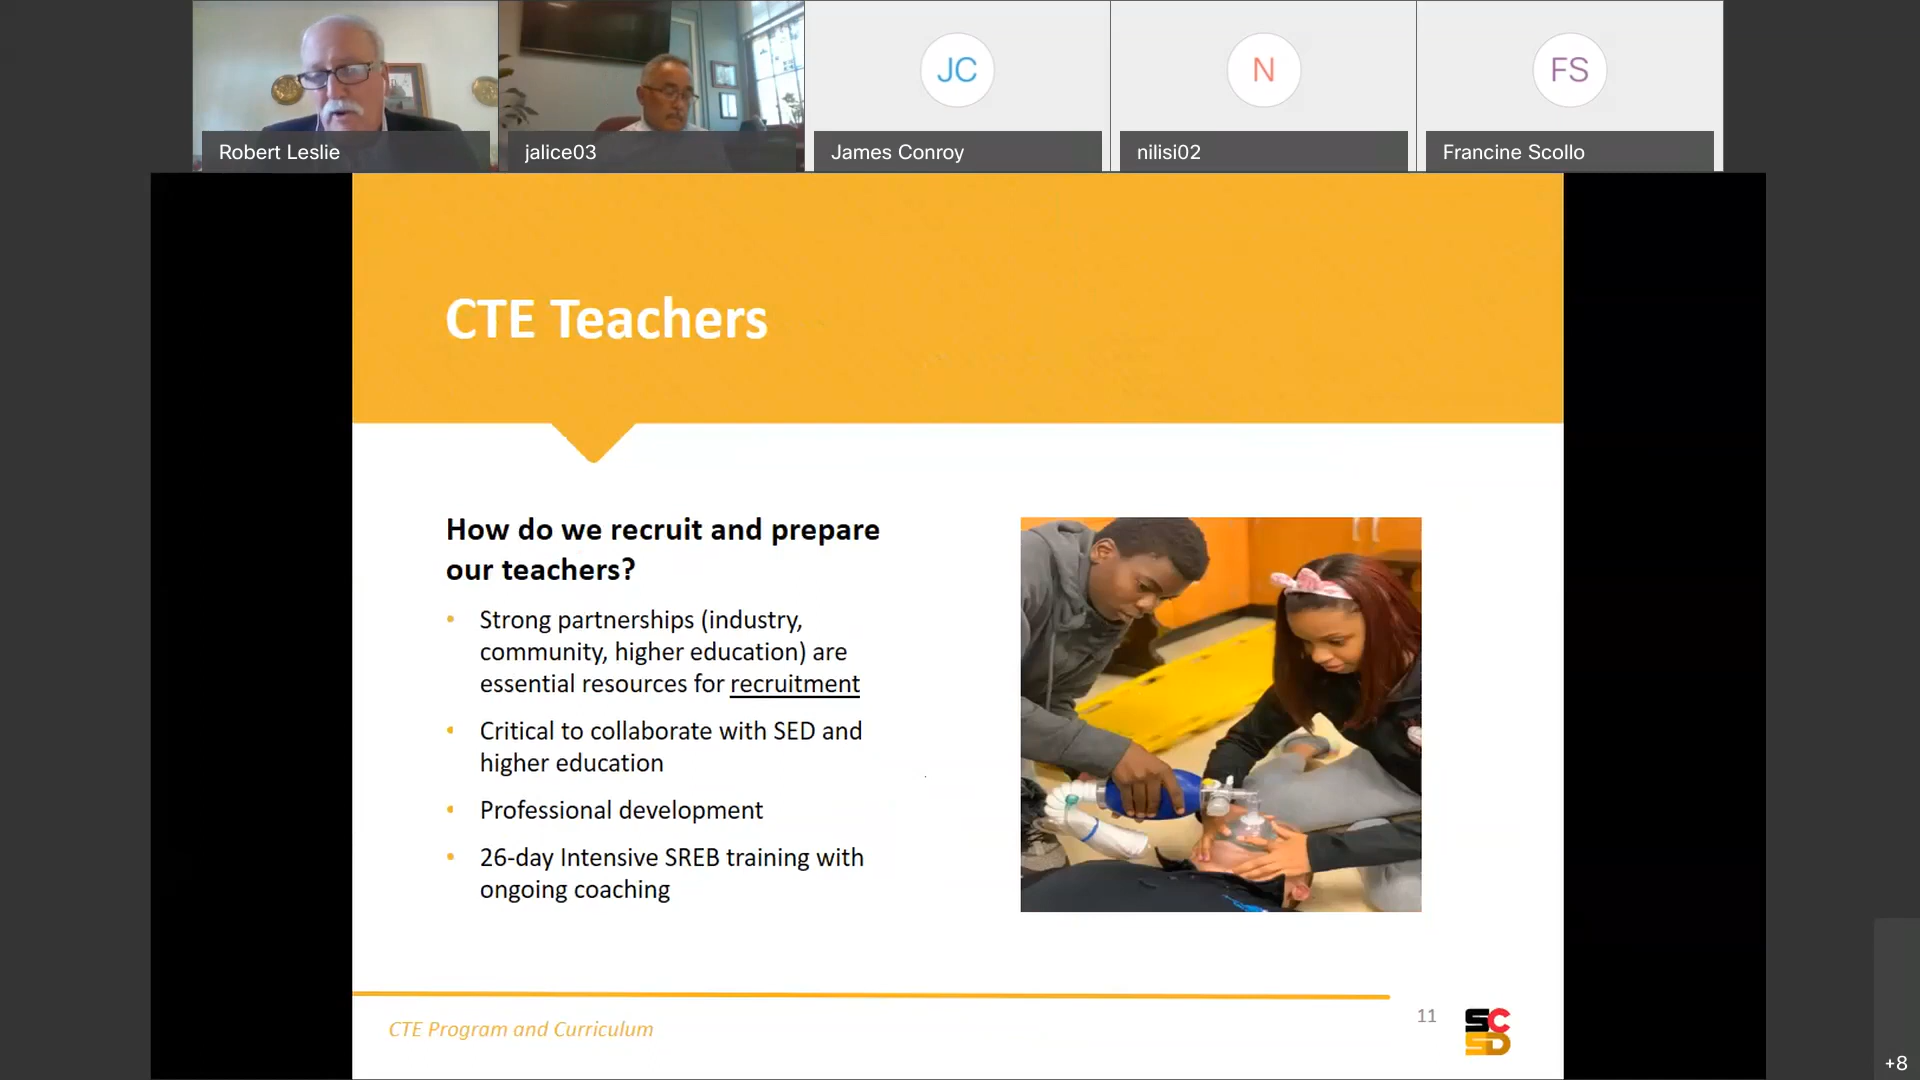 JC
N
FS
Robert Leslie
jalice03
James Conroy
nilisi02
Francine Scollo
CTE Teachers
How do we recruit and prepare
our teachers?
• Strong partnerships (industry,
community, higher education) are
essential resources for recruitment
• Critical to collaborate with SED and
higher education
• Professional development
• 26-day Intensive SREB training with
ongoing coaching
CTE Program and Curriculum
11
SC
SD
+8